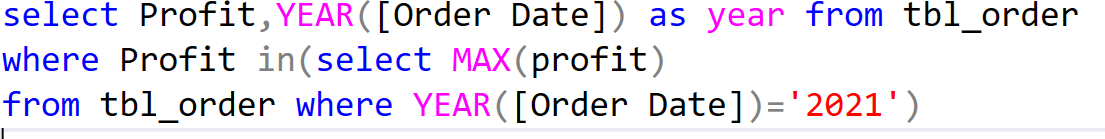 select Profit,YEAR([Order Date]) as year from tbl_order
where Profit in(select MAX(profit)
from tbl_order where YEAR([Order Date])='2021')